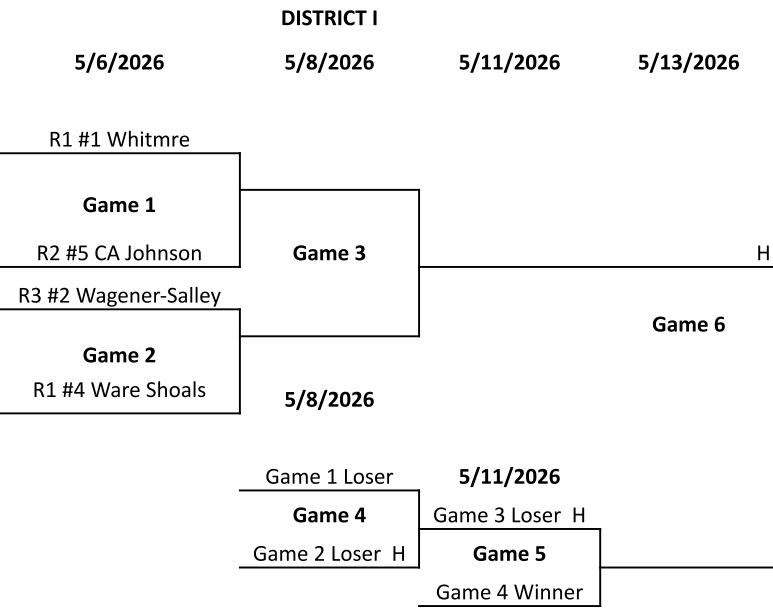 DISTRICT I
5/6/2026 5/8/2026 5/11/2026 5/13/2026
R1 #1 Whitmre
Game 1
R2 #5 CA Johnson
Game 3
H
R3 #2 Wagener-Salley
Game 6
Game 2
R1 #4 Ware Shoals
5/8/2026
Game 1 Loser
5/11/2026
Game 4
Game 3 Loser H
Game 2 Loser H
Game 5
Game 4 Winner